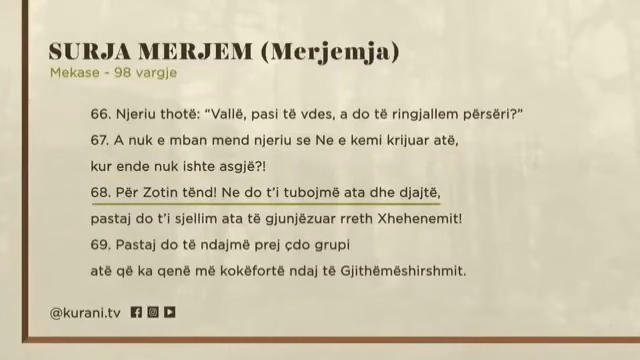 SURJA MERJEM (Merjemja)
Mekase - 98 vargje
66. Njeriu thotë: “Vallë, pasi të vdes, a do të ringjallem përsëri?”
67. A nuk e mban mend njeriu se Ne e kemi krijuar atë,
kur ende nuk ishte asgjë?!
68. Për Zotin tënd! Ne do t’i tubojmë ata dhe djajtë,
pastaj do t’i sjellim ata të gjunjëzuar rreth Xhehenemit!
69. Pastaj do të ndajmë prej çdo grupi
atë që ka qenë më kokëfortë ndaj të Gjithëmëshirshmit.
@kurani.tv